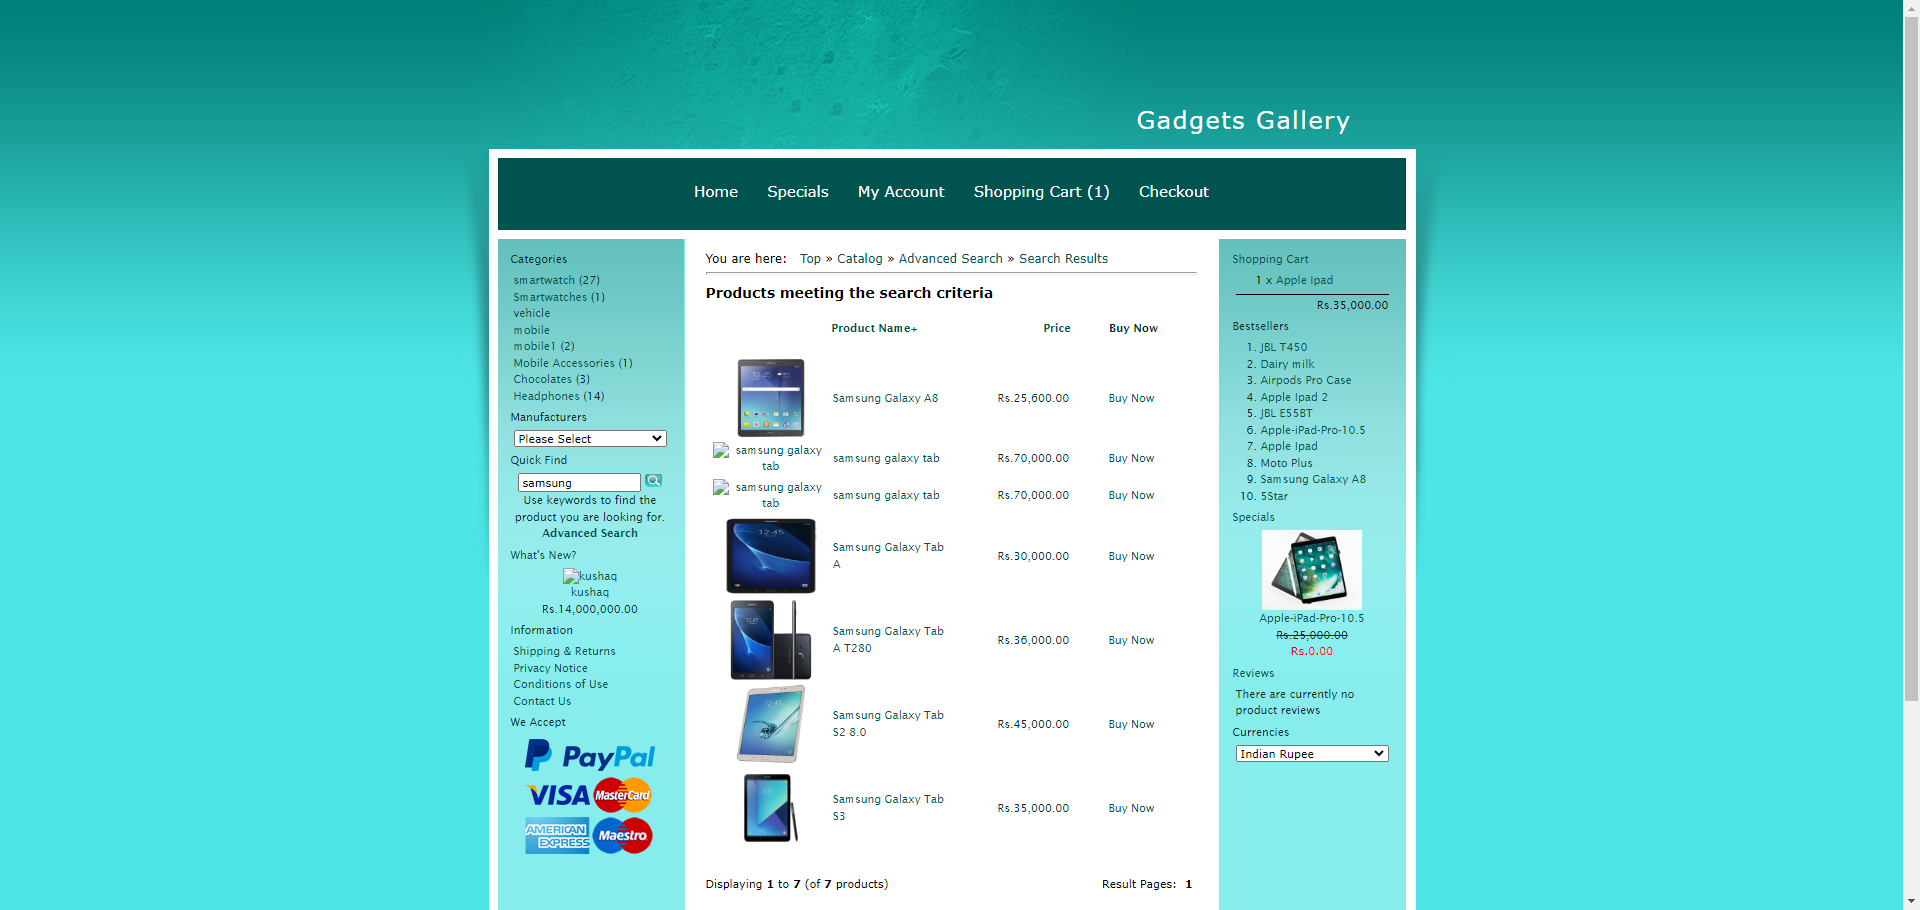 Gadgets Gallery
Home Specials My Account Shopping Cart (1) Checkout
Categories
smartwatch (27)
Smartwatches (1)
vehicle
mobile
mobile1 (2)
Mobile Accessories (1)
Chocolates (3)
Headphones (14)
Manufacturers
Please Select
Quick Find
samsung
Use keywords to find the
product you are looking for.
Advanced Search
What's New?
kushaq
kushaq
Rs.14,000,000.00
Information
Shipping & Returns
Privacy Notice
Conditions of Use
Contact Us
We Accept
PayPal
VISA MasterCard
AMERICAN EXPRESS Maestro
You are here: Top » Catalog » Advanced Search » Search Results
Products meeting the search criteria
Product Name+ Price Buy Now
Samsung Galaxy A8 Rs.25,600.00 Buy Now
samsung galaxy
tab
samsung galaxy tab Rs.70,000.00 Buy Now
samsung galaxy
tab
samsung galaxy tab Rs.70,000.00 Buy Now
Samsung Galaxy Tab
A
Rs.30,000.00 Buy Now
Samsung Galaxy Tab
A T280
Rs.36,000.00 Buy Now
Samsung Galaxy Tab
S2 8.0
Rs.45,000.00 Buy Now
Samsung Galaxy Tab
S3
Rs.35,000.00 Buy Now
Displaying 1 to 7 (of 7 products) Result Pages: 1
Shopping Cart
1 x Apple Ipad
Rs.35,000.00
Bestsellers
1. JBL T450
2. Dairy milk
3. Airpods Pro Case
4. Apple Ipad 2
5. JBL E55BT
6. Apple-iPad-Pro-10.5
7. Apple Ipad
8. Moto Plus
9. Samsung Galaxy A8
10. 5Star
Specials
Apple-iPad-Pro-10.5
Rs.25,000.00
Rs.0.00
Reviews
There are currently no
product reviews
Currencies
Indian Rupee